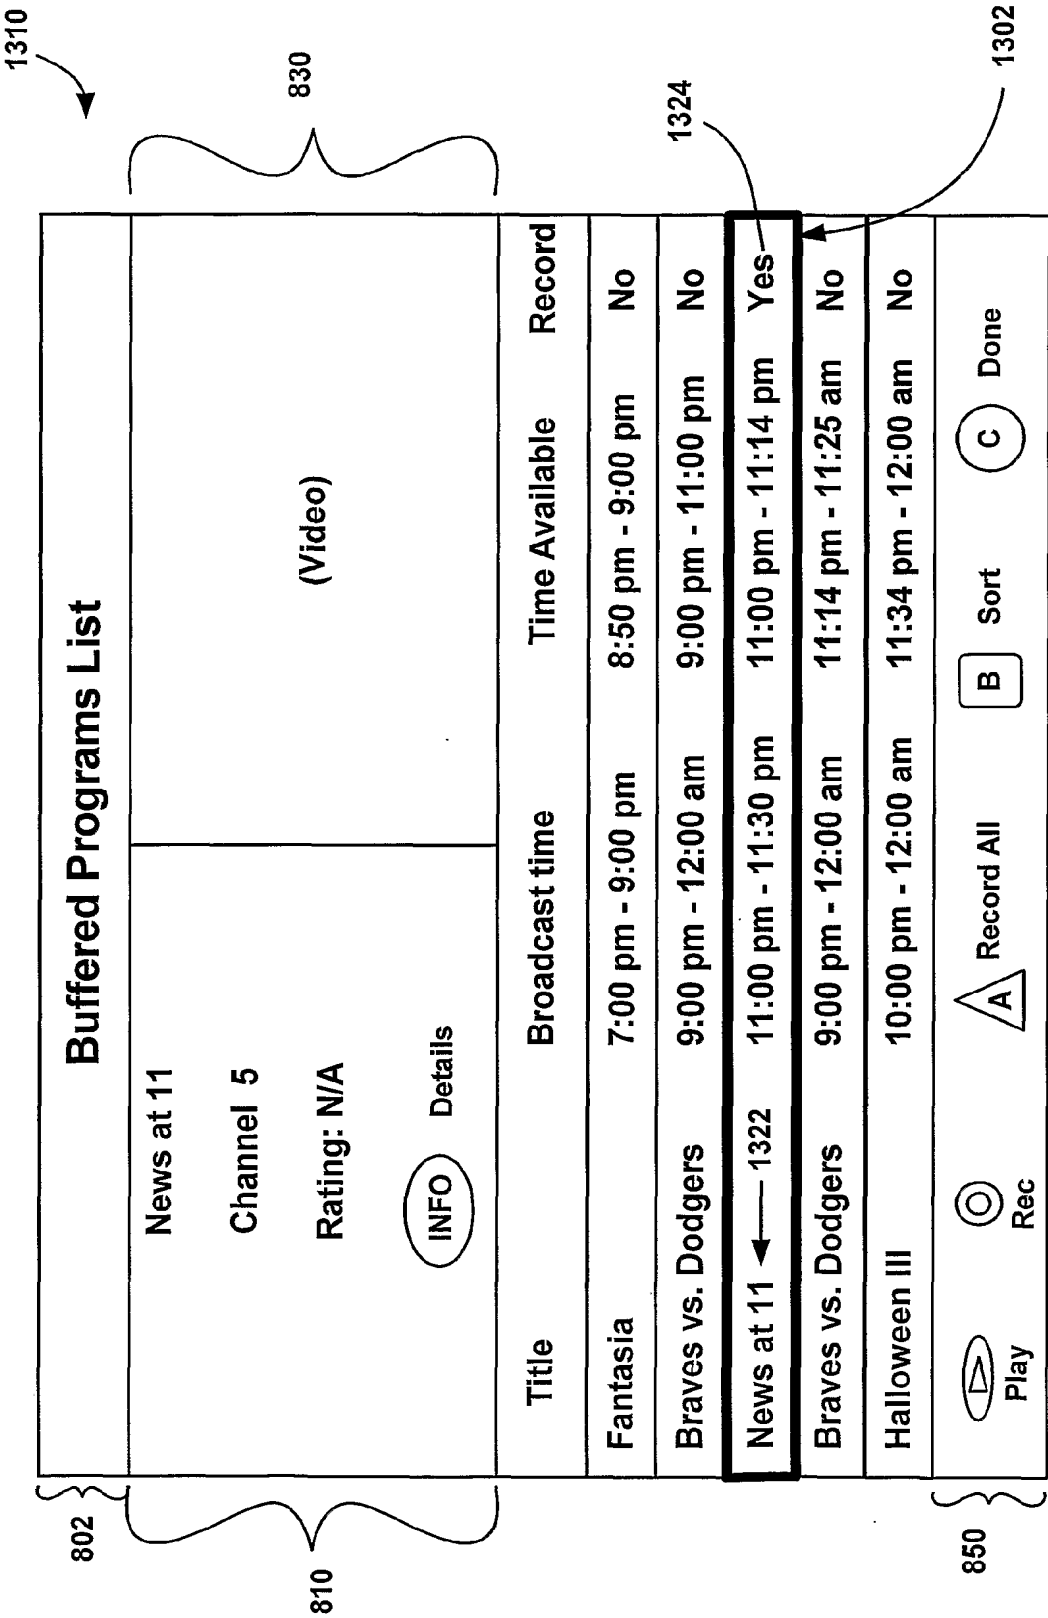 1310
Buffered Programs List
802
News at 11
Channel 5
Rating: N/A
INFO Details
(Video)
810
830
Title Broadcast time Time Available Record
Fantasia 7:00 pm - 9:00 pm 8:50 pm - 9:00 pm No
Braves vs. Dodgers 9:00 pm - 12:00 am 9:00 pm - 11:00 pm No
1324
News at 11 1322 11:00 pm - 11:30 pm 11:00 pm - 11:14 pm Yes
Braves vs. Dodgers 9:00 pm - 12:00 am 11:14 pm - 11:25 am No
Halloween III 10:00 pm - 12:00 am 11:34 pm - 12:00 am No
1302
850
Play Rec A Record All B Sort C Done